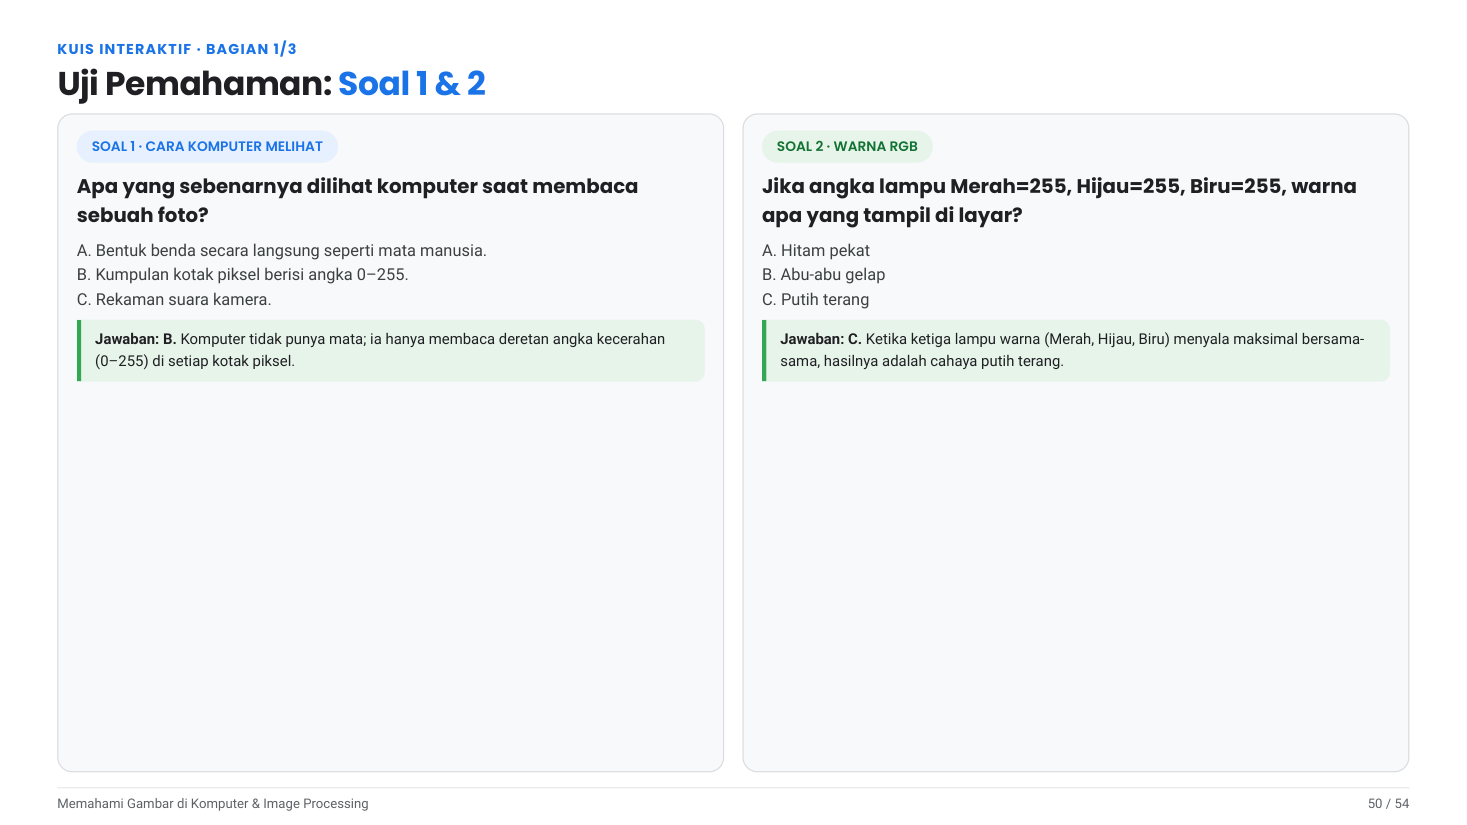 KUIS INTERAKTIF · BAGIAN 1/3
Uji Pemahaman: Soal 1 & 2
SOAL 1 · CARA KOMPUTER MELIHAT
Apa yang sebenarnya dilihat komputer saat membaca
sebuah foto?
A. Bentuk benda secara langsung seperti mata manusia.
B. Kumpulan kotak piksel berisi angka 0–255.
C. Rekaman suara kamera.
Jawaban: B. Komputer tidak punya mata; ia hanya membaca deretan angka kecerahan
(0–255) di setiap kotak piksel.
SOAL 2 · WARNA RGB
Jika angka lampu Merah=255, Hijau=255, Biru=255, warna
apa yang tampil di layar?
A. Hitam pekat
B. Abu-abu gelap
C. Putih terang
Jawaban: C. Ketika ketiga lampu warna (Merah, Hijau, Biru) menyala maksimal bersama-
sama, hasilnya adalah cahaya putih terang.
Memahami Gambar di Komputer & Image Processing
50 / 54